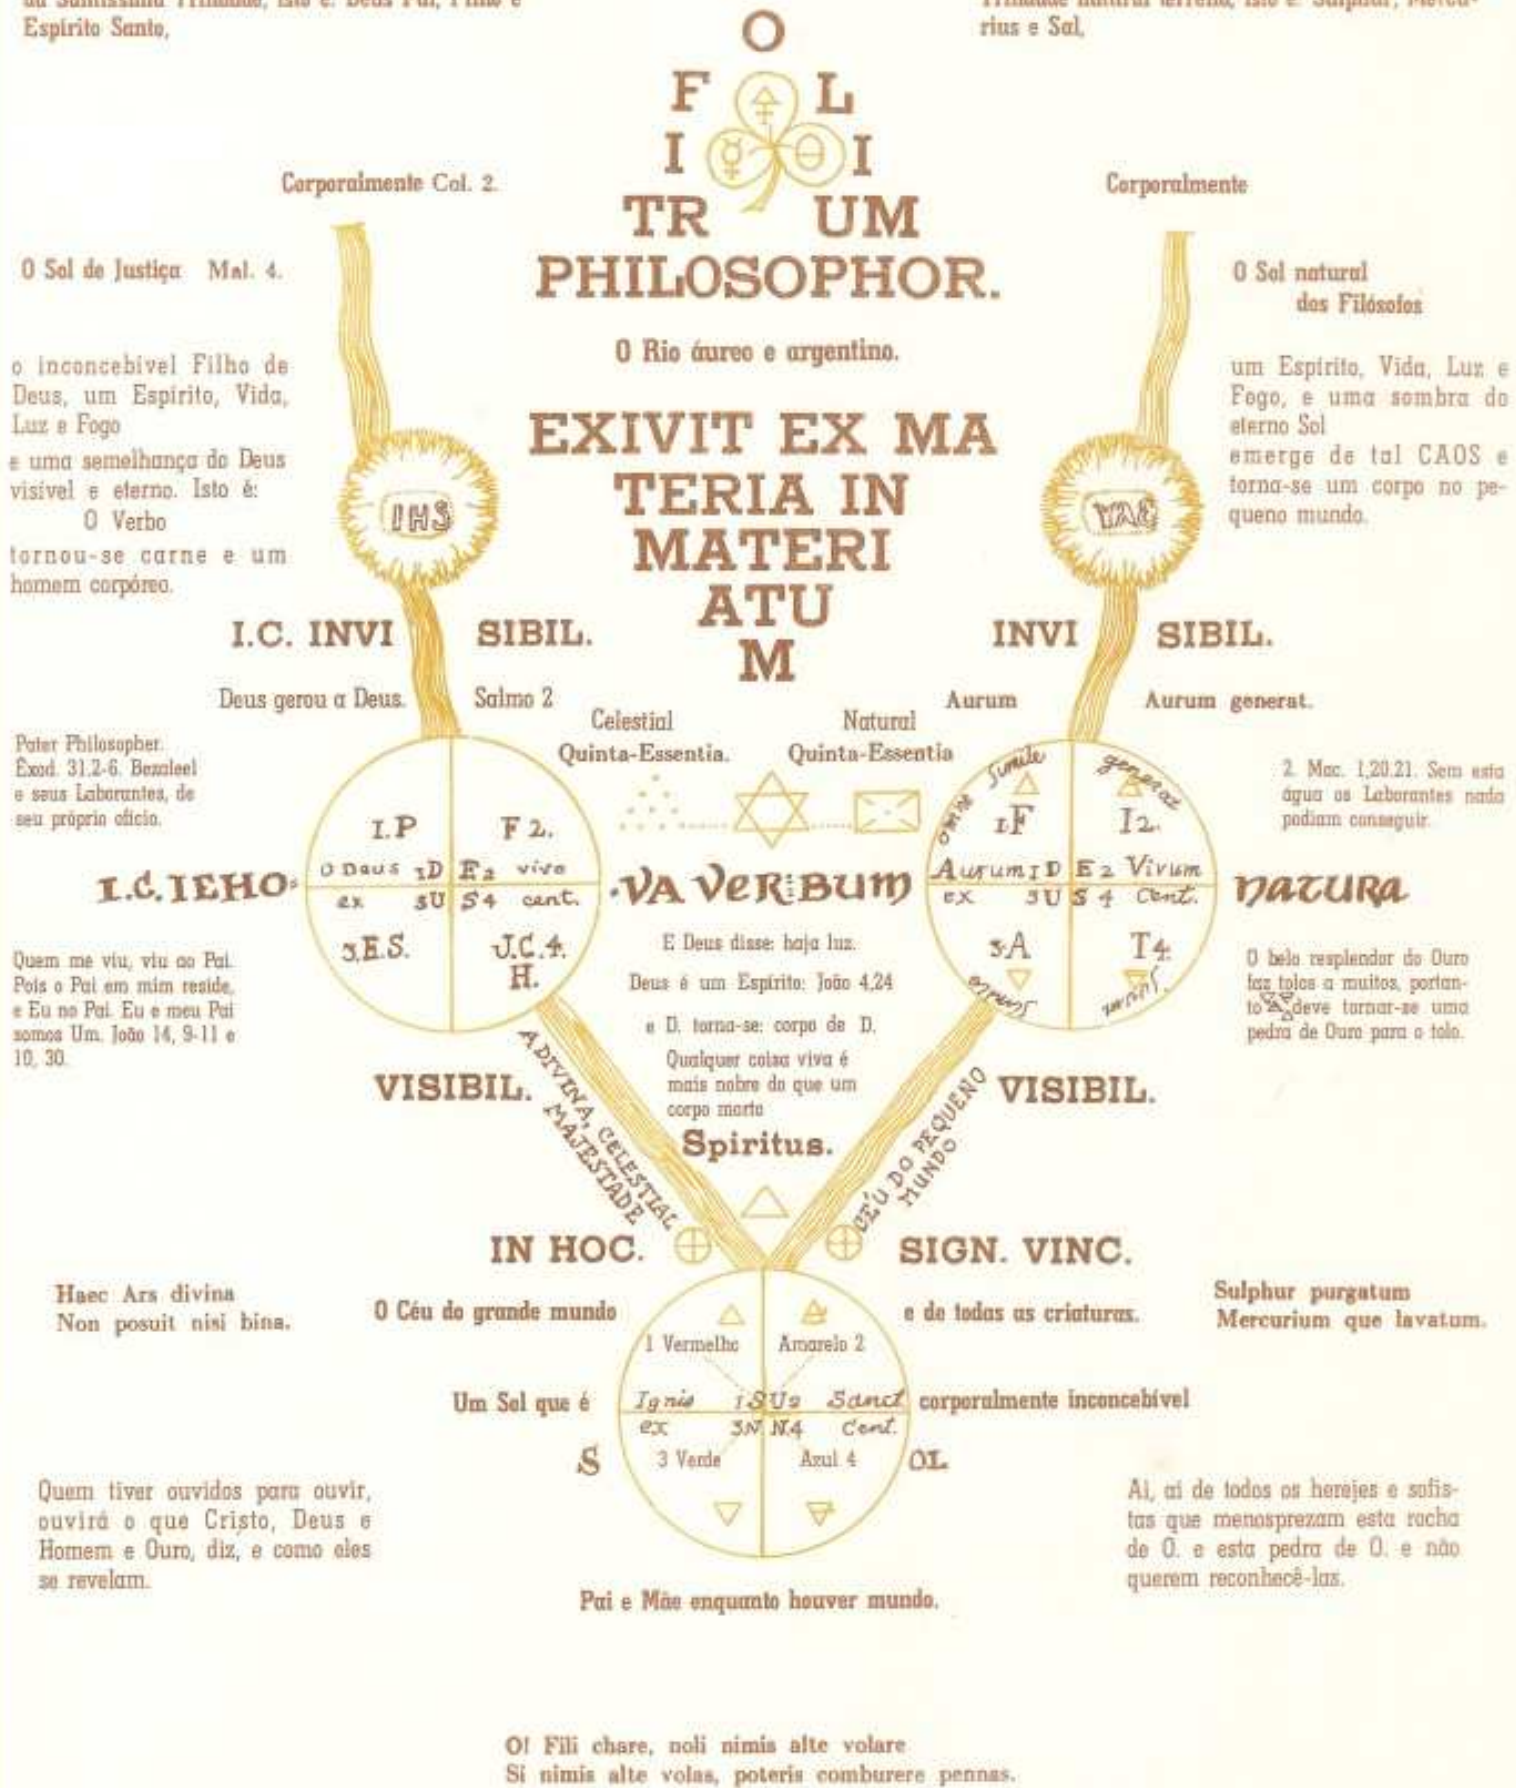 Espírito Santo,
rius e Sal,
O
F L
I I
TR UM
PHILOSOPHOR.
O Rio áureo e argentino.
EXIVIT EX MA
TERIA IN
MATERI
ATU
M
Corporalmente Col. 2.
Corporalmente
O Sol de Justiça Mal. 4.
O Sol natural
dos Filósofos
o inconcebível Filho de
Deus, um Espírito, Vida,
Luz e Fogo
e uma semelhança do Deus
visível e eterno. Isto é:
O Verbo
tornou-se carne e um
homem corpóreo.
um Espírito, Vida, Luz e
Fogo, e uma sombra do
eterno Sol
emerge de tal CAOS e
torna-se um corpo no pe-
queno mundo.
IHS
I.C. INVI SIBIL.
INVI SIBIL.
Deus gerou a Deus. Salmo 2
Aurum Aurum generat.
Celestial
Quinta-Essentia.
Natural
Quinta-Essentia
Pater Philosopher.
Êxod. 31.2-6. Bezaleel
e seus Laborantes, de
seu próprio ofício.
2. Mac. 1,20.21. Sem esta
água os Laborantes nada
podiam conseguir.
I.P F 2.
O Deus 1D E2 vivo
ex 3U S4 cent.
3.E.S. J.C.4.
H.
omne simile generat
1F I2.
Aurum 1D E2 Vivum
ex 3U S4 Cent.
3.A T4.
I.C. IEHO: .VA VERBUM NATURA
E Deus disse: haja luz.
Deus é um Espírito: João 4,24
e D. torna-se: corpo de D.
Qualquer coisa viva é
mais nobre do que um
corpo morto
Spiritus.
Quem me viu, viu ao Pai.
Pois o Pai em mim reside,
e Eu no Pai. Eu e meu Pai
somos Um. João 14, 9-11 e
10, 30.
O belo resplendor do Ouro
faz tolos a muitos, portan-
to deve tornar-se uma
pedra de Ouro para o tolo.
VISIBIL. VISIBIL.
A DIVINA, CELESTIAL
MAJESTADE
CÉU DO PEQUENO
MUNDO
IN HOC. SIGN. VINC.
Haec Ars divina
Non posuit nisi bina.
O Céu do grande mundo
e de todas as criaturas.
Sulphur purgatum
Mercurium que lavatum.
1 Vermelho Amarelo 2
Um Sol que é
Ignis 1S U2 Sanct
corporalmente inconcebível
ex 3N N4 Cent.
S 3 Verde Azul 4 OL
Quem tiver ouvidos para ouvir,
ouvirá o que Cristo, Deus e
Homem e Ouro, diz, e como eles
se revelam.
Ai, ai de todos os herejes e sofis-
tas que menosprezam esta rocha
de O. e esta pedra de O. e não
querem reconhecê-las.
Pai e Mãe enquanto houver mundo.
O! Fili chare, noli nimis alte volare
Si nimis alte volas, poteris comburere pennas.